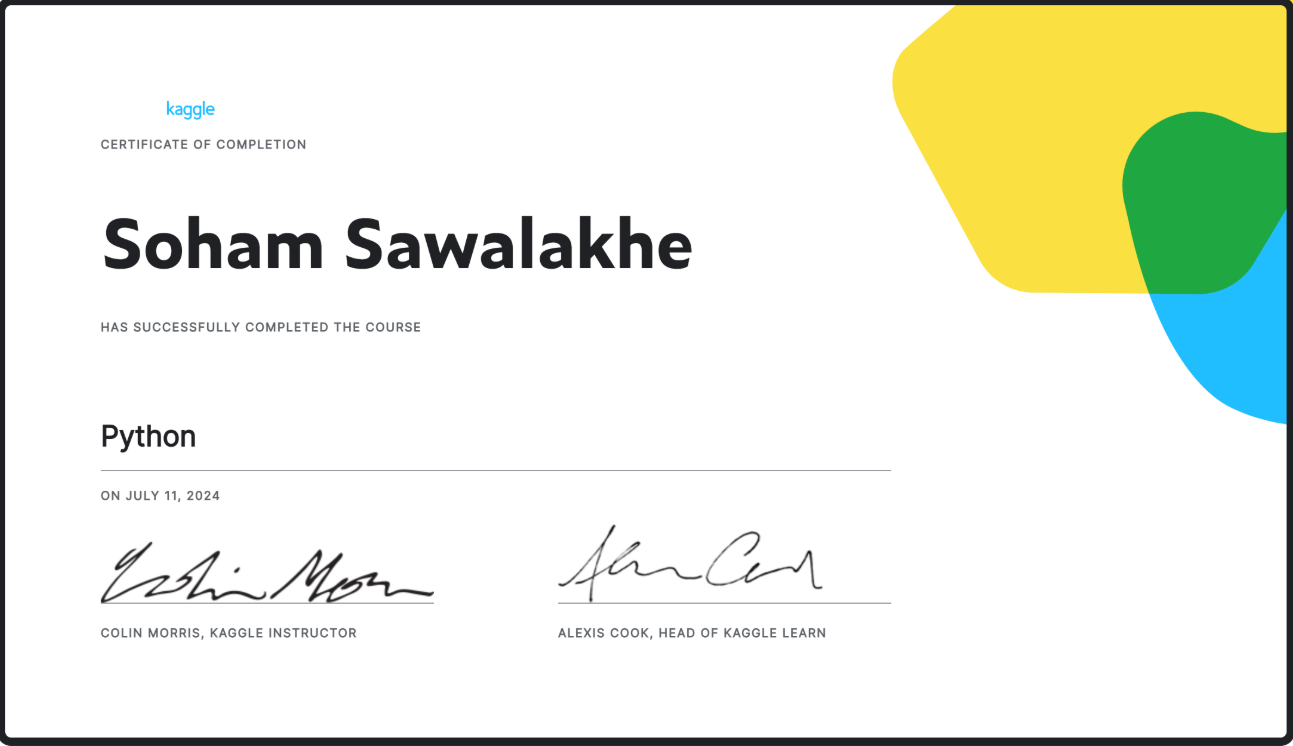 kaggle
CERTIFICATE OF COMPLETION
Soham Sawalakhe
HAS SUCCESSFULLY COMPLETED THE COURSE
Python
ON JULY 11, 2024
Colin Morris
Alexis Cook
COLIN MORRIS, KAGGLE INSTRUCTOR
ALEXIS COOK, HEAD OF KAGGLE LEARN